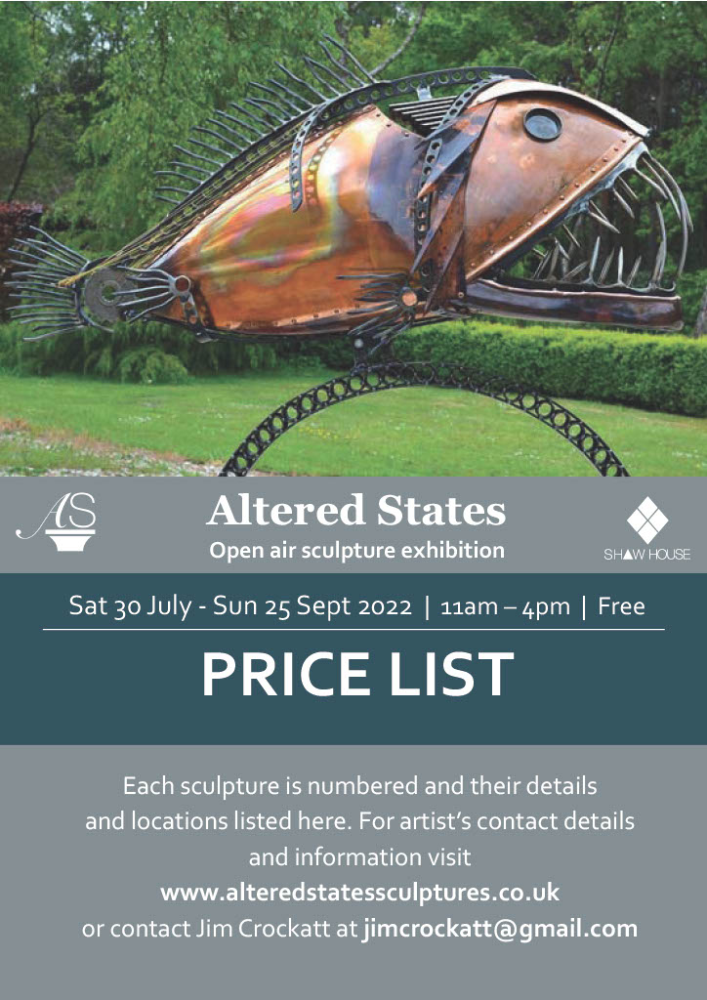 AS
Altered States
Open air sculpture exhibition
SHAW HOUSE
Sat 30 July - Sun 25 Sept 2022 | 11am – 4pm | Free
PRICE LIST
Each sculpture is numbered and their details
and locations listed here. For artist’s contact details
and information visit
www.alteredstatessculptures.co.uk
or contact Jim Crockatt at jimcrockatt@gmail.com